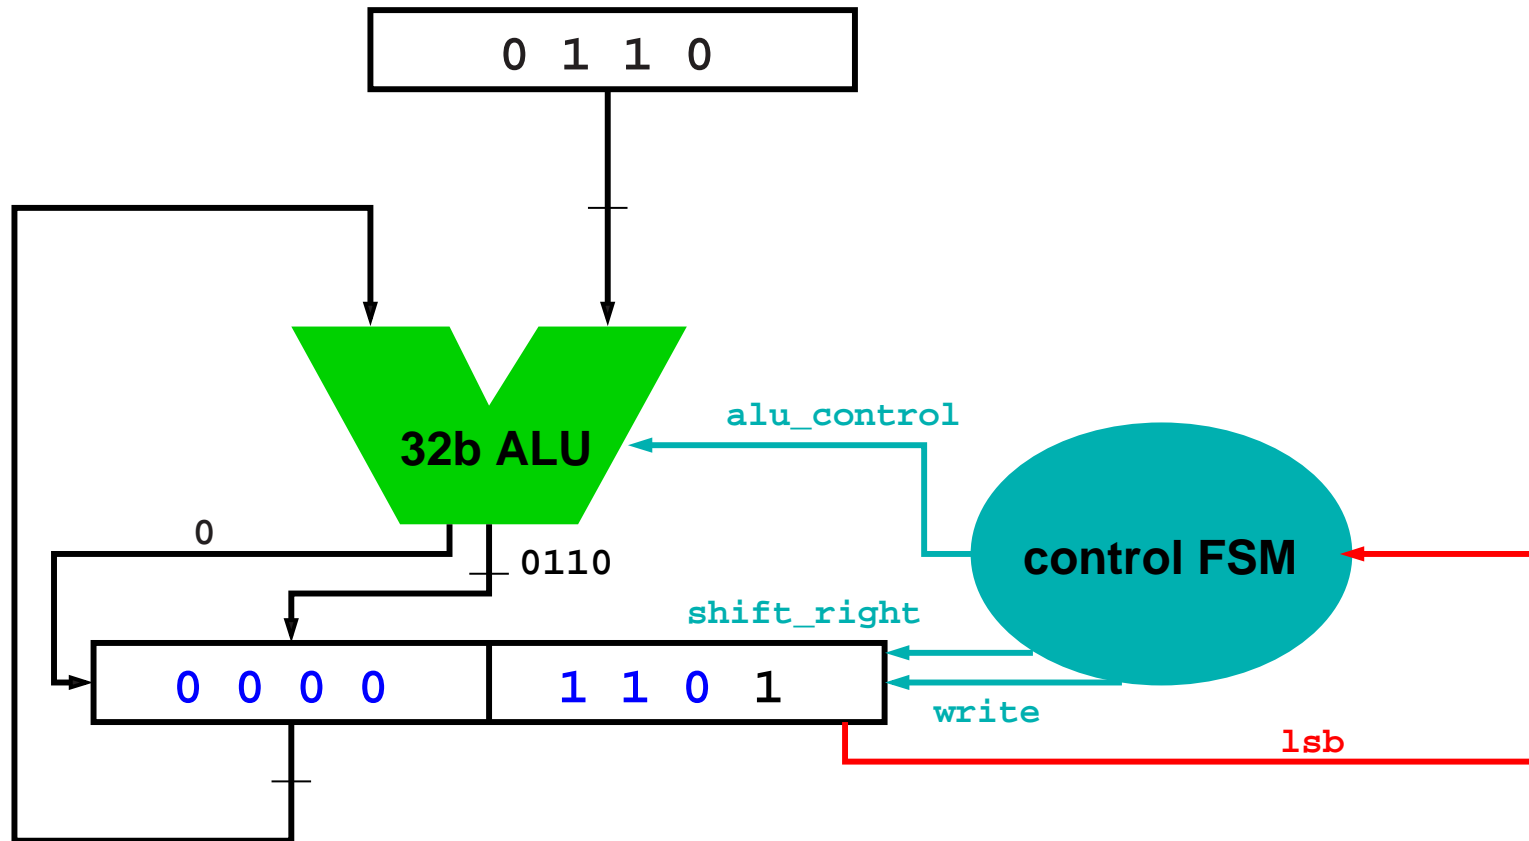 0 1 1 0
alu_control
32b ALU
0
0110
control FSM
shift_right
0 0 0 0
1 1 0 1
write
lsb